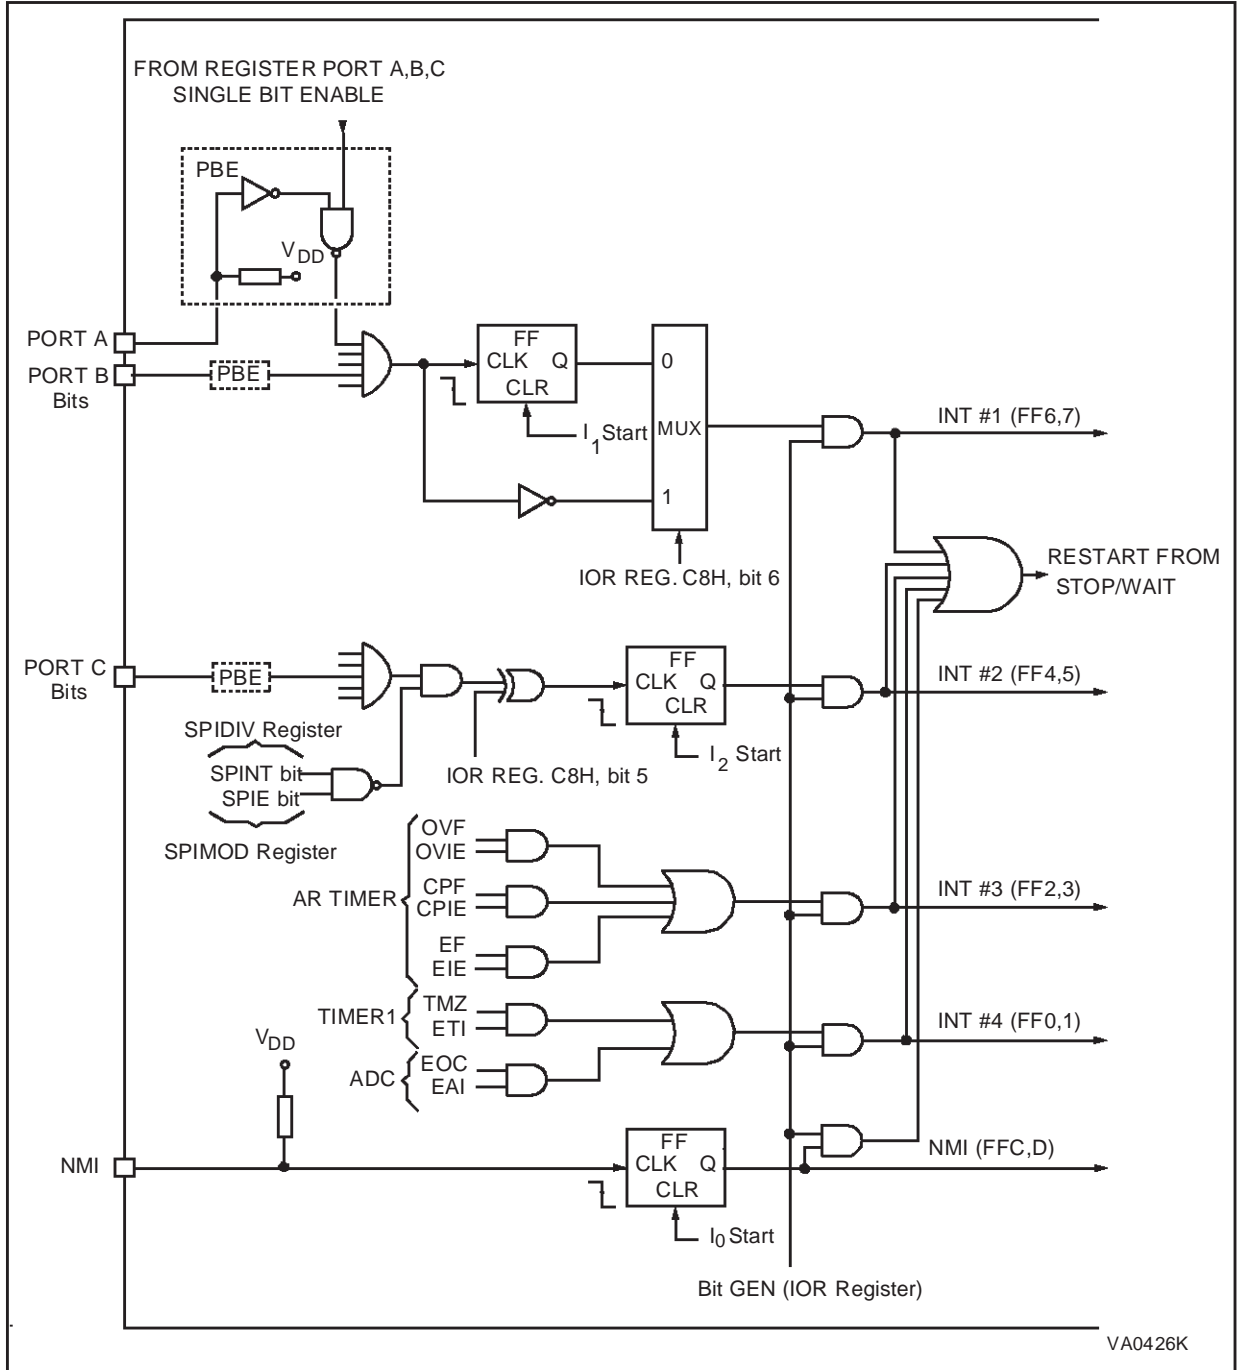 FROM REGISTER PORT A,B,C
SINGLE BIT ENABLE
PBE
VDD
PORT A
PORT B
Bits
PBE
FF
CLK Q
CLR
I1 Start
0
MUX
1
IOR REG. C8H, bit 6
INT #1 (FF6,7)
RESTART FROM
STOP/WAIT
PORT C
Bits
PBE
FF
CLK Q
CLR
I2 Start
INT #2 (FF4,5)
SPIDIV Register
SPINT bit
SPIE bit
SPIMOD Register
IOR REG. C8H, bit 5
AR TIMER
OVF
OVIE
CPF
CPIE
EF
EIE
INT #3 (FF2,3)
TIMER1
TMZ
ETI
INT #4 (FF0,1)
ADC
EOC
EAI
VDD
NMI
FF
CLK Q
CLR
I0 Start
NMI (FFC,D)
Bit GEN (IOR Register)
VA0426K